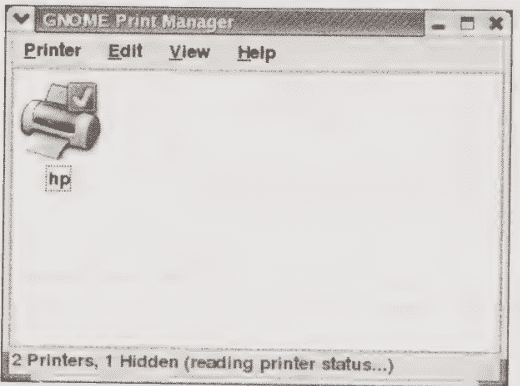 GNOME Print Manager
Printer Edit View Help
hp
2 Printers, 1 Hidden (reading printer status...)